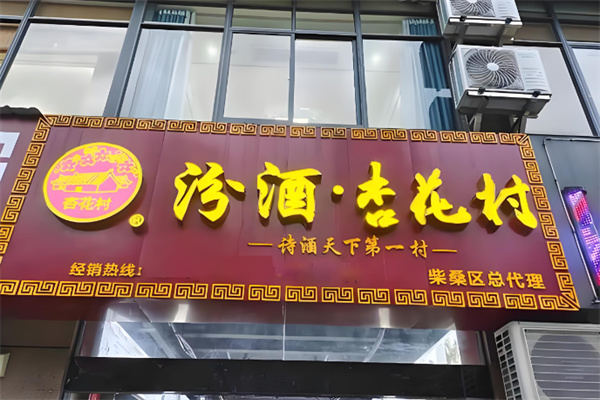 汾酒·杏花村
杏花村
—诗酒天下第一村—
经销热线:
柴桑区总代理